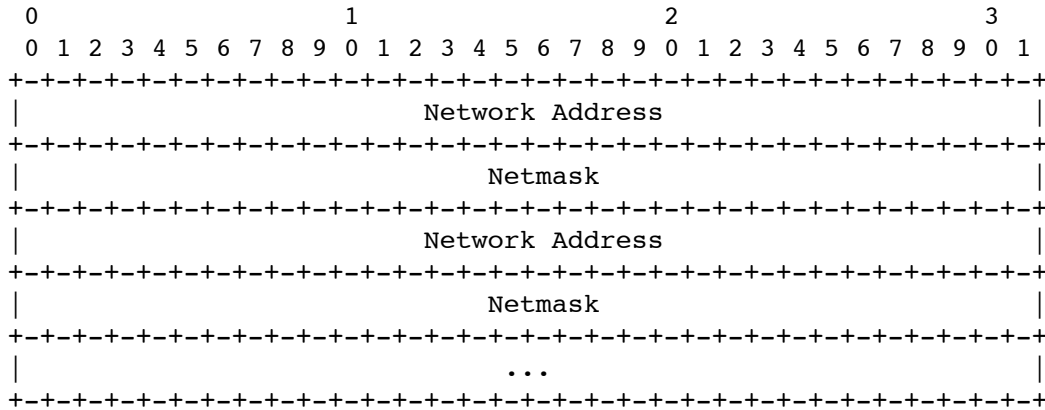 0                   1                   2                   3
 0 1 2 3 4 5 6 7 8 9 0 1 2 3 4 5 6 7 8 9 0 1 2 3 4 5 6 7 8 9 0 1
+-+-+-+-+-+-+-+-+-+-+-+-+-+-+-+-+-+-+-+-+-+-+-+-+-+-+-+-+-+-+-+-+
|                         Network Address                       |
+-+-+-+-+-+-+-+-+-+-+-+-+-+-+-+-+-+-+-+-+-+-+-+-+-+-+-+-+-+-+-+-+
|                             Netmask                           |
+-+-+-+-+-+-+-+-+-+-+-+-+-+-+-+-+-+-+-+-+-+-+-+-+-+-+-+-+-+-+-+-+
|                         Network Address                       |
+-+-+-+-+-+-+-+-+-+-+-+-+-+-+-+-+-+-+-+-+-+-+-+-+-+-+-+-+-+-+-+-+
|                             Netmask                           |
+-+-+-+-+-+-+-+-+-+-+-+-+-+-+-+-+-+-+-+-+-+-+-+-+-+-+-+-+-+-+-+-+
|                              ...                              |
+-+-+-+-+-+-+-+-+-+-+-+-+-+-+-+-+-+-+-+-+-+-+-+-+-+-+-+-+-+-+-+-+